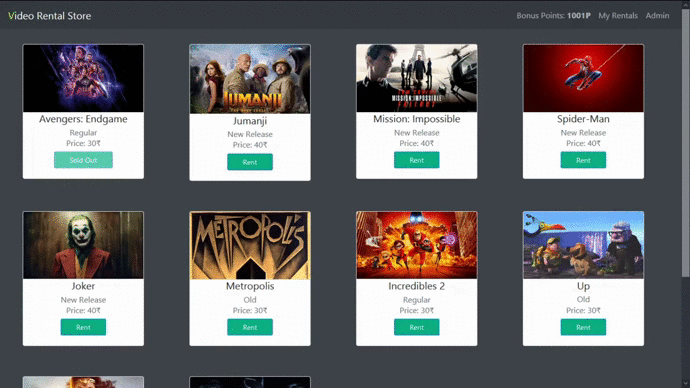 Video Rental Store
Bonus Points: 1001₱ My Rentals Admin
JUMANJI
MISSION: IMPOSSIBLE
Avengers: Endgame
Regular
Price: 30₹
Sold Out
Jumanji
New Release
Price: 40₹
Rent
Mission: Impossible
New Release
Price: 40₹
Rent
Spider-Man
New Release
Price: 40₹
Rent
Joker
New Release
Price: 40₹
Rent
METROPOLIS
Metropolis
Old
Price: 30₹
Rent
Incredibles 2
Regular
Price: 30₹
Rent
Up
Old
Price: 30₹
Rent